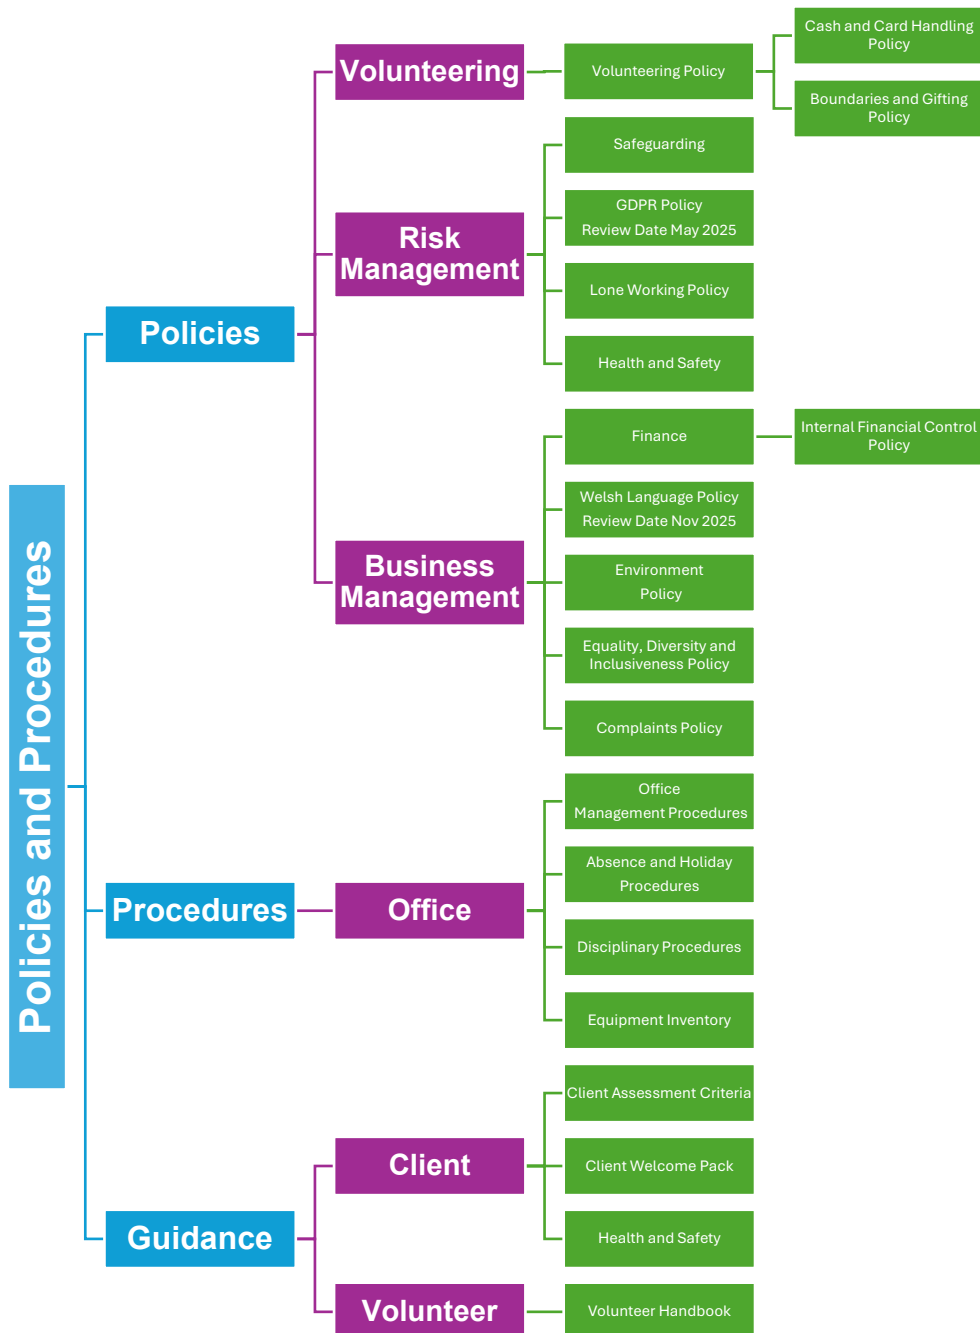 Policies and Procedures
Policies
Volunteering
Volunteering Policy
Cash and Card Handling
Policy
Boundaries and Gifting
Policy
Risk
Management
Safeguarding
GDPR Policy
Review Date May 2025
Lone Working Policy
Health and Safety
Business
Management
Finance
Internal Financial Control
Policy
Welsh Language Policy
Review Date Nov 2025
Environment
Policy
Equality, Diversity and
Inclusiveness Policy
Complaints Policy
Procedures
Office
Office
Management Procedures
Absence and Holiday
Procedures
Disciplinary Procedures
Equipment Inventory
Guidance
Client
Client Assessment Criteria
Client Welcome Pack
Health and Safety
Volunteer
Volunteer Handbook